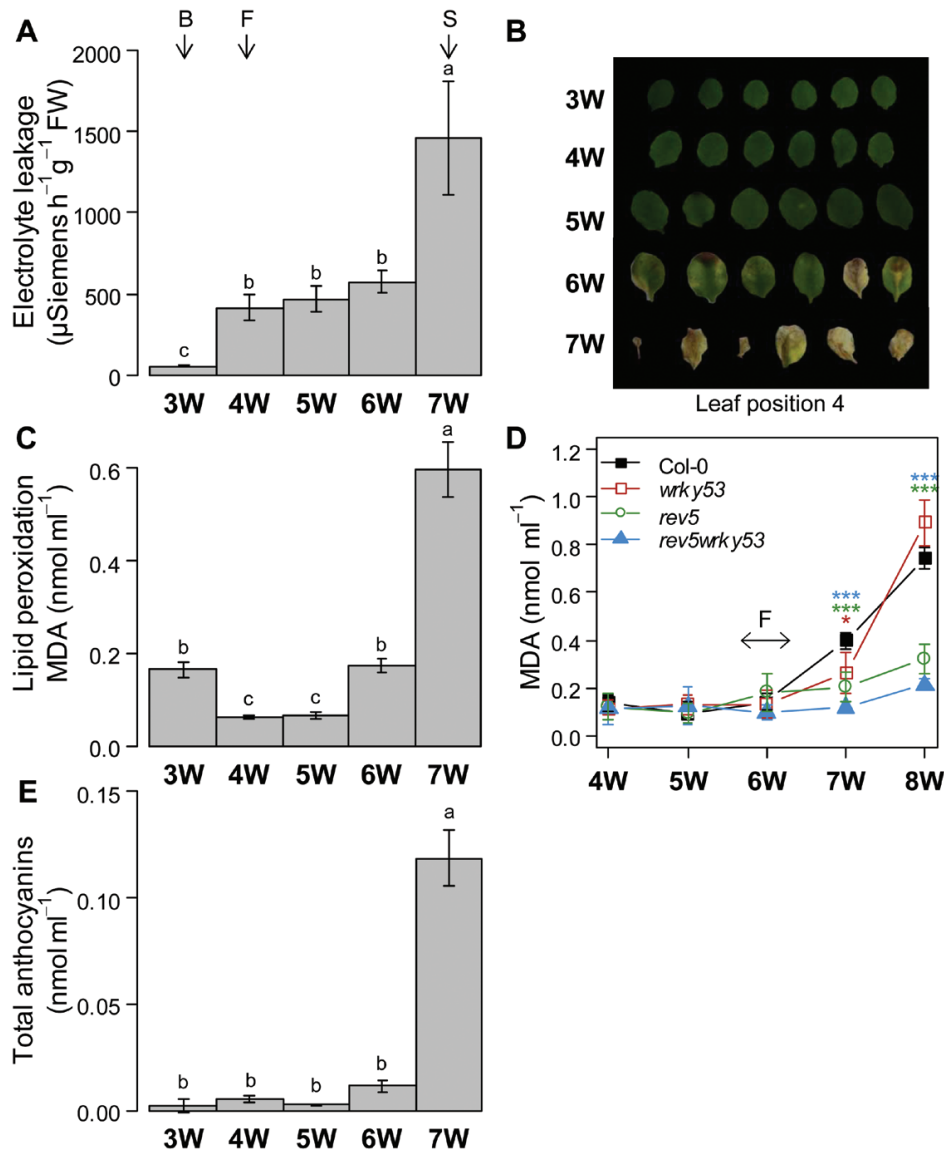 A
B
F
S
2000
1500
1000
500
0
Electrolyte leakage
(µSiemens h⁻¹g⁻¹ FW)
c
b
b
b
a
3W 4W 5W 6W 7W
B
3W
4W
5W
6W
7W
Leaf position 4
C
0.6
0.6
0.2
0.0
Lipid peroxidation
MDA (nmol ml⁻¹)
b
c
c
b
a
3W 4W 5W 6W 7W
D
1.2
1.0
0.8
0.6
0.4
0.2
0.0
MDA (nmol ml⁻¹)
Col-0
wrky53
rev5
rev5wrky53
F
***
***
*
***
***
4W 5W 6W 7W 8W
E
0.15
0.10
0.05
0.00
Total anthocyanins
(nmol ml⁻¹)
b
b
b
b
a
3W 4W 5W 6W 7W